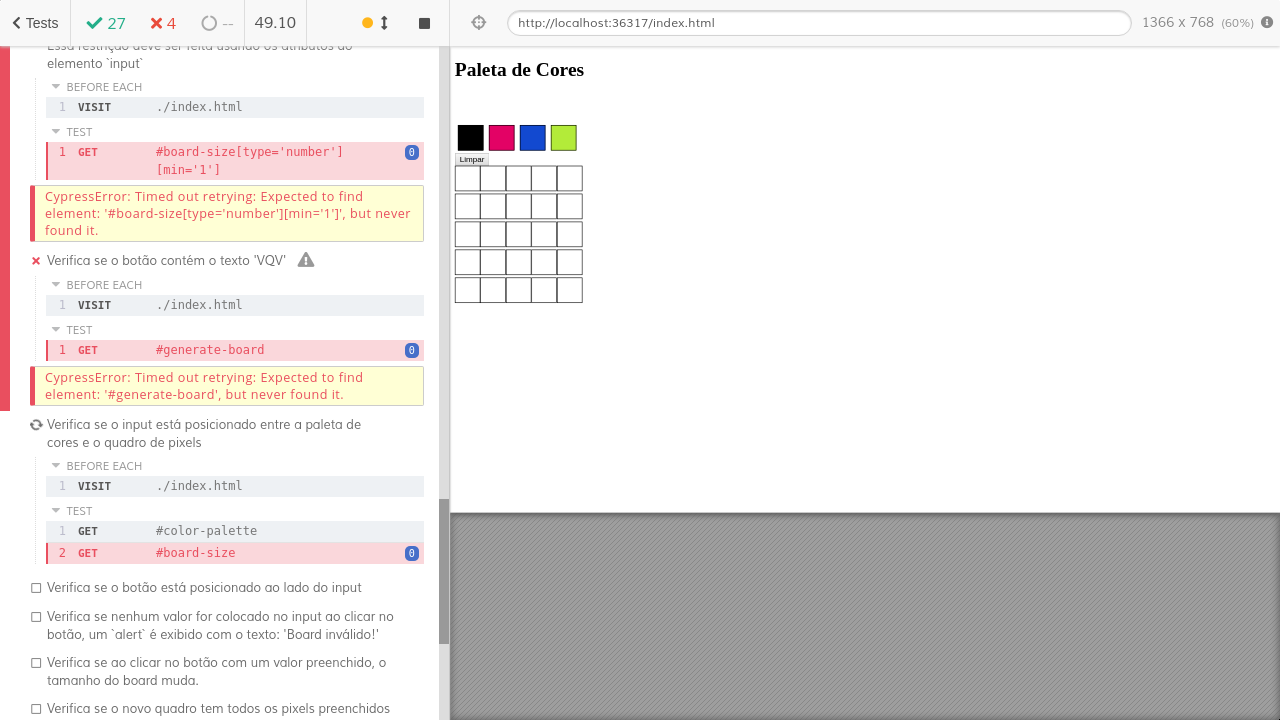 Tests 27 4 -- 49.10 http://localhost:36317/index.html 1366 x 768 (60%)
Essa restrição deve ser feita usando os atributos do
elemento `input`
BEFORE EACH
1 VISIT ./index.html
TEST
1 GET #board-size[type='number']
[min='1'] 0
CypressError: Timed out retrying: Expected to find
element: '#board-size[type='number'][min='1']', but never
found it.
Verifica se o botão contém o texto 'VQV'
BEFORE EACH
1 VISIT ./index.html
TEST
1 GET #generate-board 0
CypressError: Timed out retrying: Expected to find
element: '#generate-board', but never found it.
Verifica se o input está posicionado entre a paleta de
cores e o quadro de pixels
BEFORE EACH
1 VISIT ./index.html
TEST
1 GET #color-palette
2 GET #board-size 0
Verifica se o botão está posicionado ao lado do input
Verifica se nenhum valor for colocado no input ao clicar no
botão, um `alert` é exibido com o texto: 'Board inválido!'
Verifica se ao clicar no botão com um valor preenchido, o
tamanho do board muda.
Verifica se o novo quadro tem todos os pixels preenchidos
Paleta de Cores
Limpar